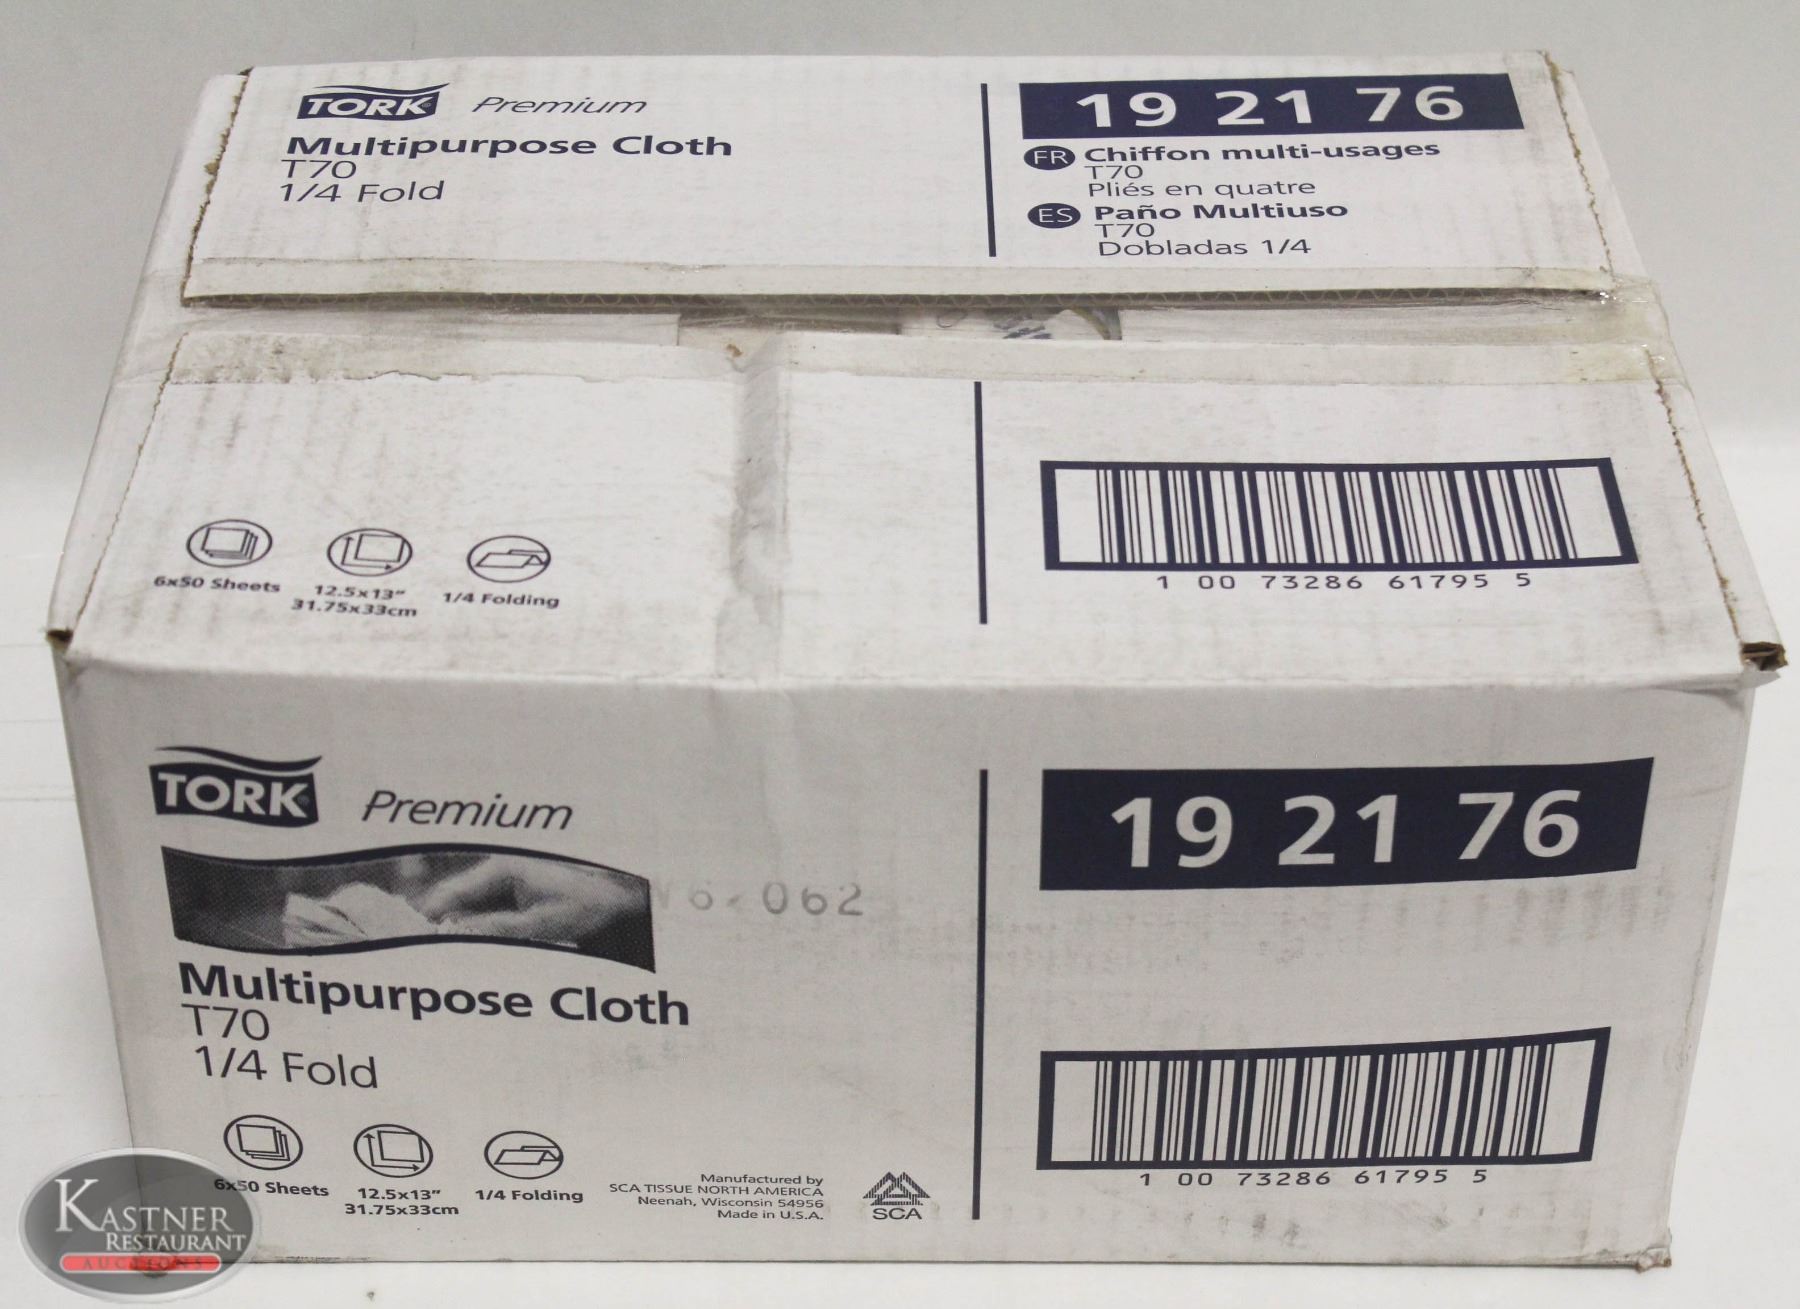 TORK® Premium
Multipurpose Cloth
T70
1/4 Fold
19 21 76
FR Chiffon multi-usages
T70
Pliés en quatre
ES Paño Multiuso
T70
Dobladas 1/4
6x50 Sheets
12.5x13"
31.75x33cm
1/4 Folding
1 00 73286 61795 5
TORK Premium
Multipurpose Cloth
T70
1/4 Fold
6x50 Sheets
12.5x13"
31.75x33cm
1/4 Folding
Manufactured by
SCA TISSUE NORTH AMERICA
Neenah, Wisconsin 54956
Made in U.S.A.
SCA
19 21 76
1 00 73286 61795 5
KASTNER
RESTAURANT
AUCTIONS